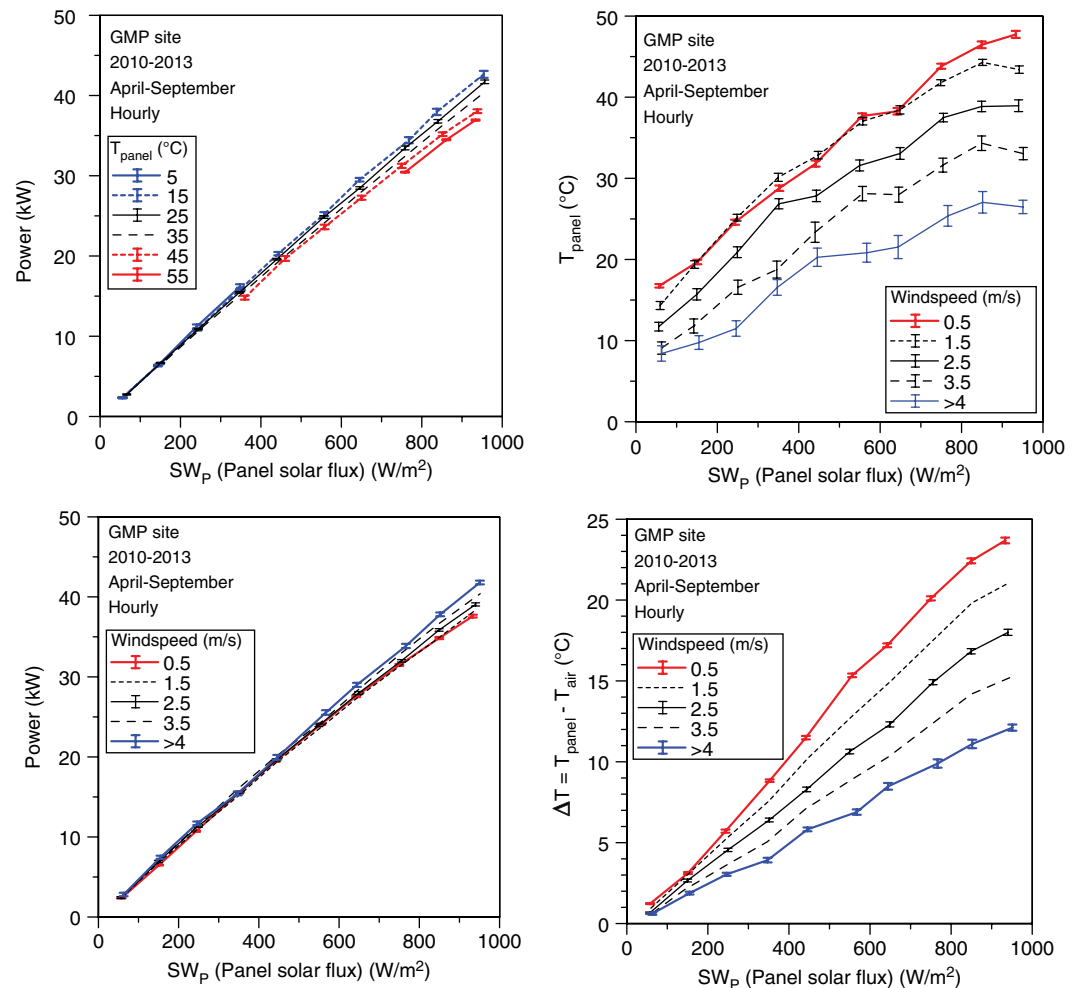 GMP site
2010-2013
April-September
Hourly
T_panel (°C)
5
15
25
35
45
55
Power (kW)
50
40
30
20
10
0
0 200 400 600 800 1000
SW_P (Panel solar flux) (W/m²)
GMP site
2010-2013
April-September
Hourly
T_panel (°C)
50
40
30
20
10
0
Windspeed (m/s)
0.5
1.5
2.5
3.5
>4
0 200 400 600 800 1000
SW_P (Panel solar flux) (W/m²)
GMP site
2010-2013
April-September
Hourly
Windspeed (m/s)
0.5
1.5
2.5
3.5
>4
Power (kW)
50
40
30
20
10
0
0 200 400 600 800 1000
SW_P (Panel solar flux) (W/m²)
GMP site
2010-2013
April-September
Hourly
Windspeed (m/s)
0.5
1.5
2.5
3.5
>4
ΔT = T_panel - T_air (°C)
25
20
15
10
5
0
0 200 400 600 800 1000
SW_P (Panel solar flux) (W/m²)